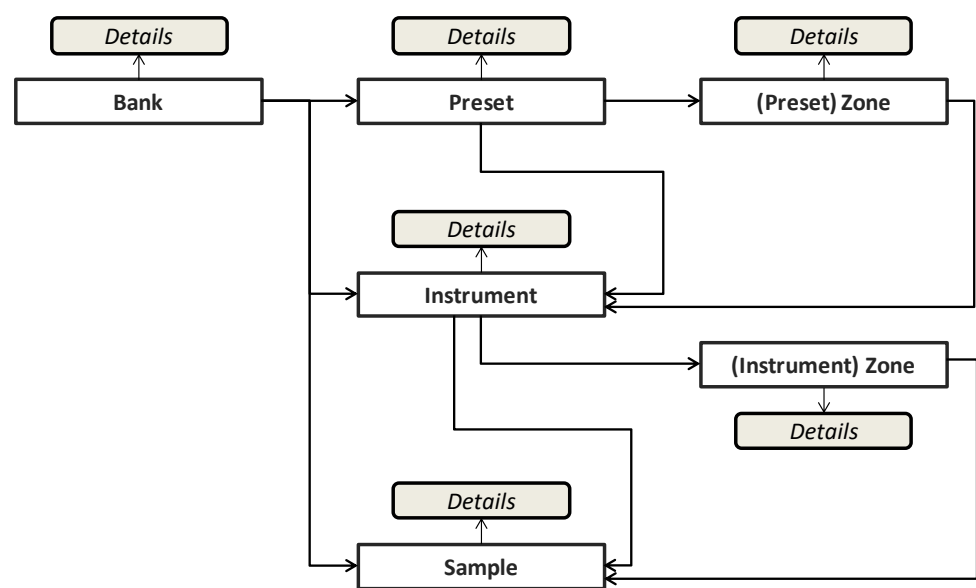 Details
Details
Details
Bank
Preset
(Preset) Zone
Details
Instrument
(Instrument) Zone
Details
Details
Sample